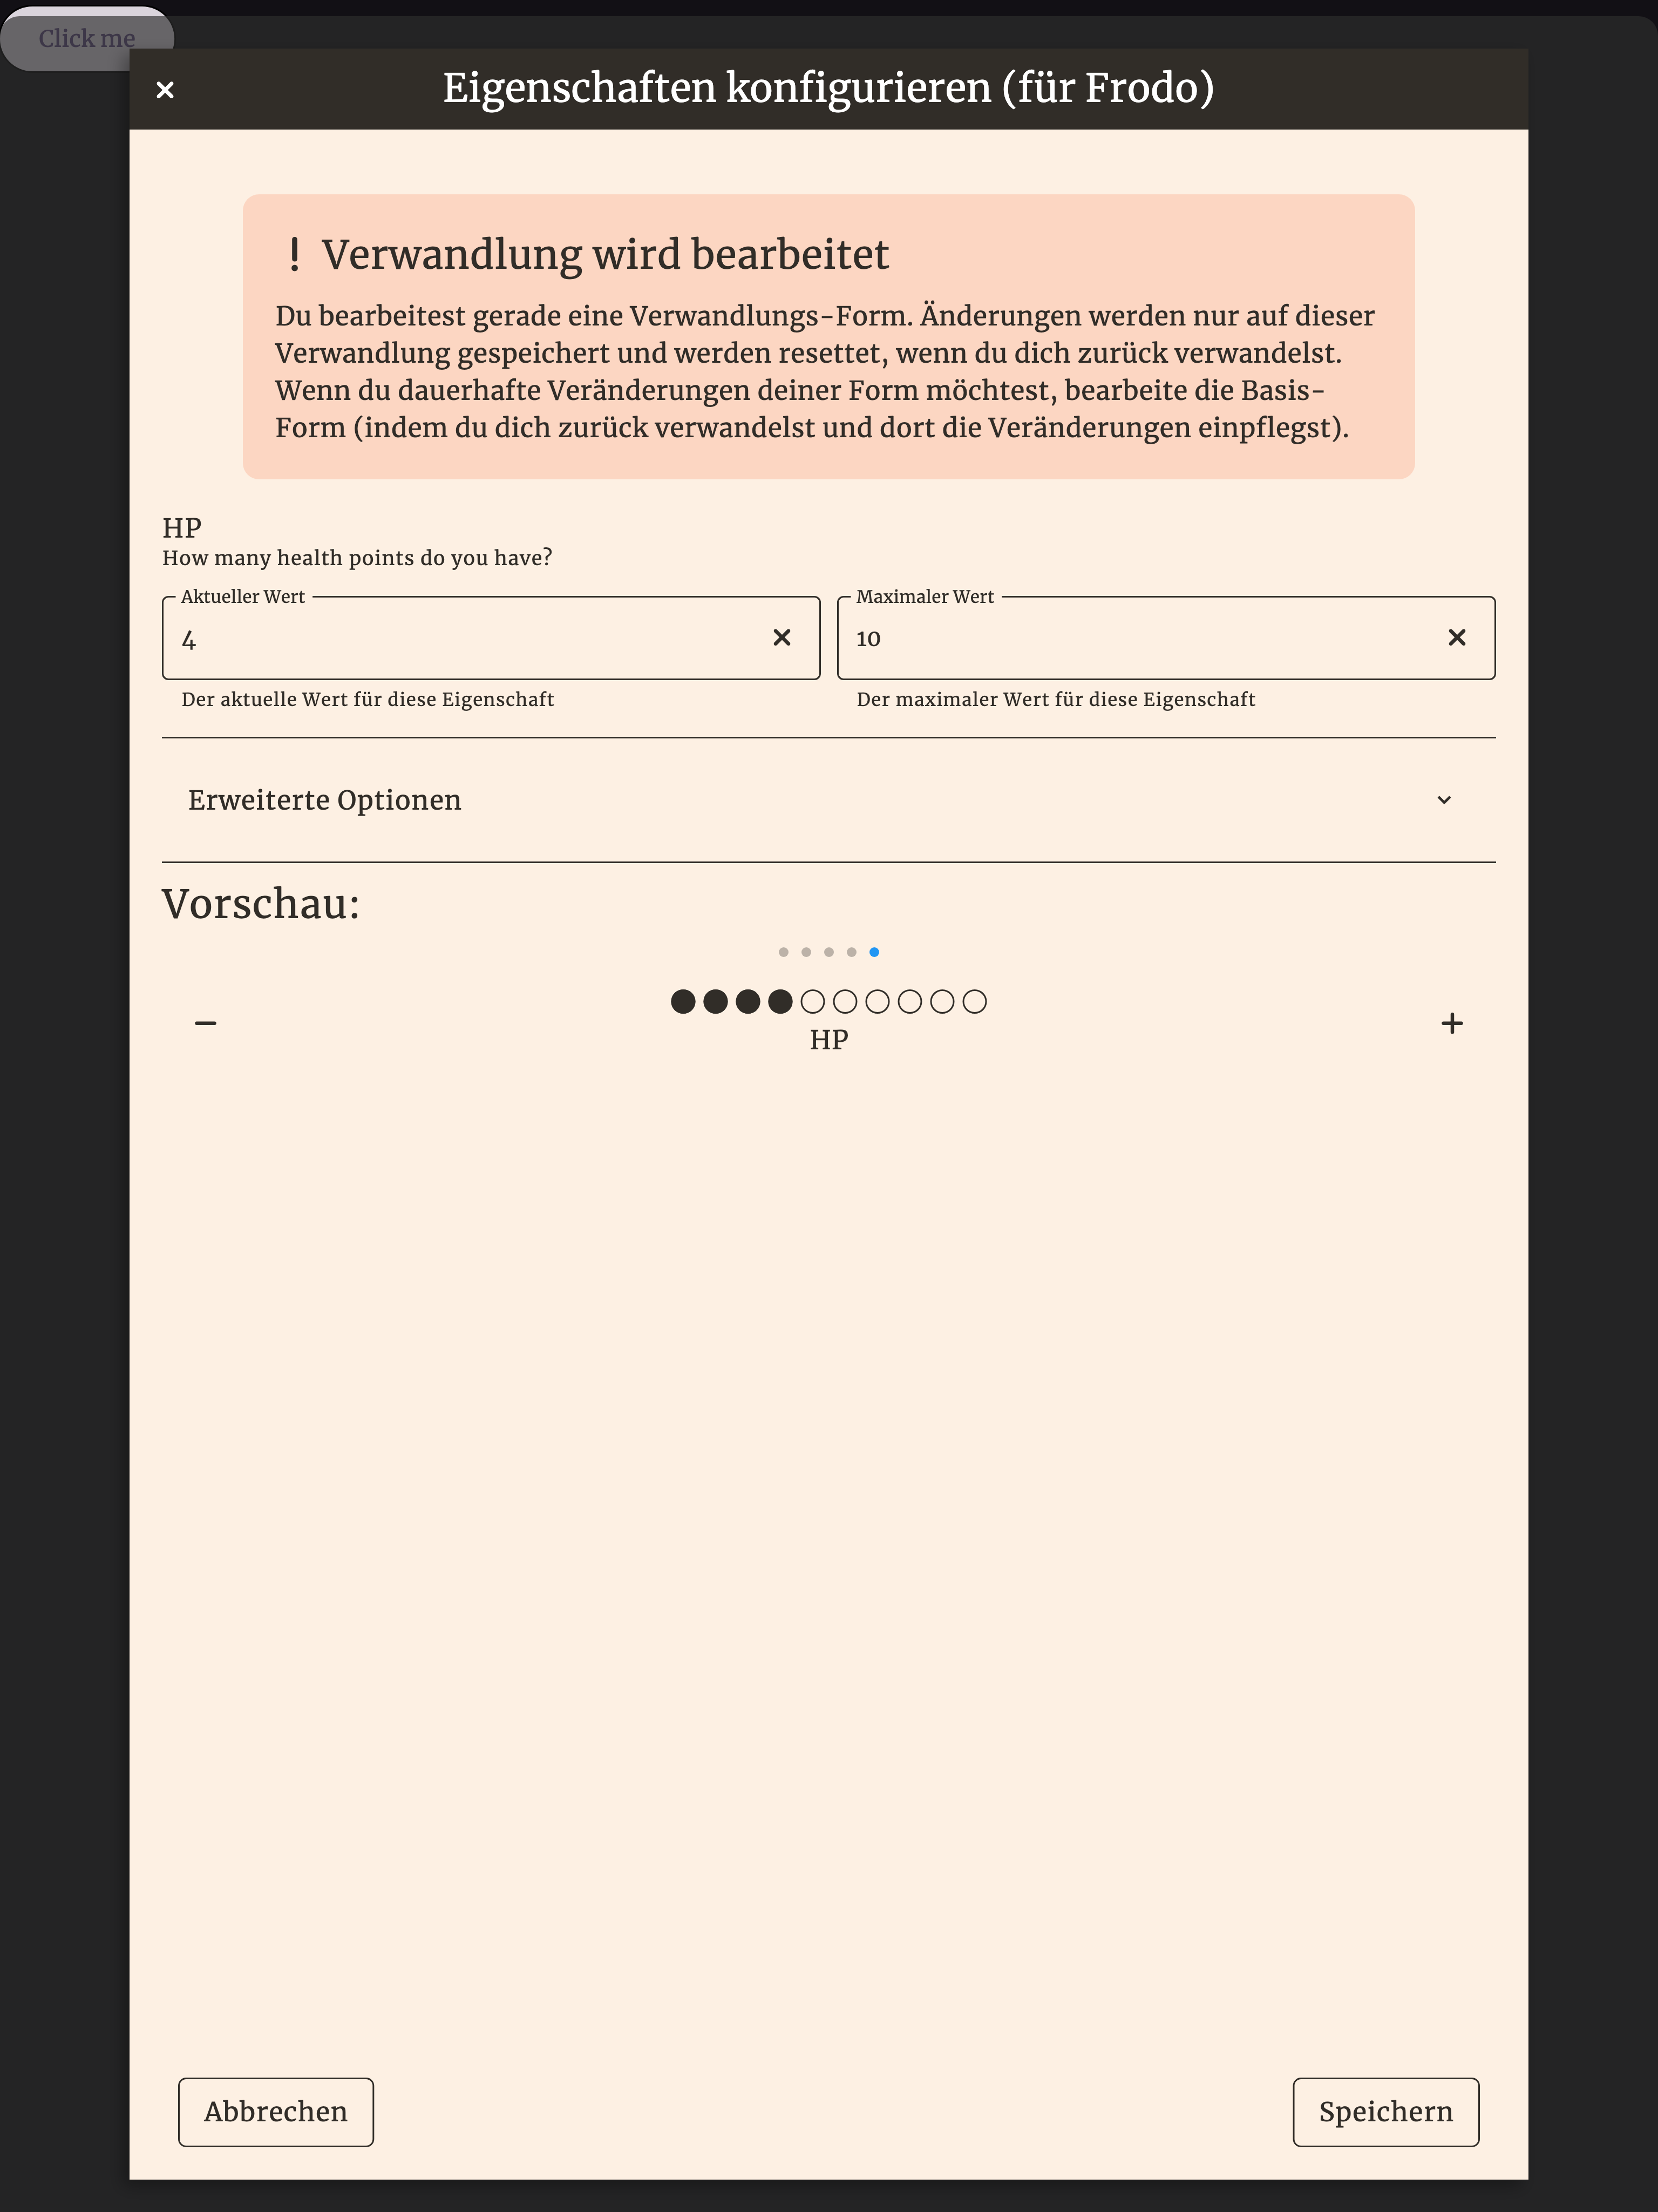 Click me
Eigenschaften konfigurieren (für Frodo)
! Verwandlung wird bearbeitet
Du bearbeitest gerade eine Verwandlungs-Form. Änderungen werden nur auf dieser
Verwandlung gespeichert und werden resettet, wenn du dich zurück verwandelst.
Wenn du dauerhafte Veränderungen deiner Form möchtest, bearbeite die Basis-
Form (indem du dich zurück verwandelst und dort die Veränderungen einpflegst).
HP
How many health points do you have?
Aktueller Wert
4
Der aktuelle Wert für diese Eigenschaft
Maximaler Wert
10
Der maximaler Wert für diese Eigenschaft
Erweiterte Optionen
Vorschau:
HP
Abbrechen
Speichern